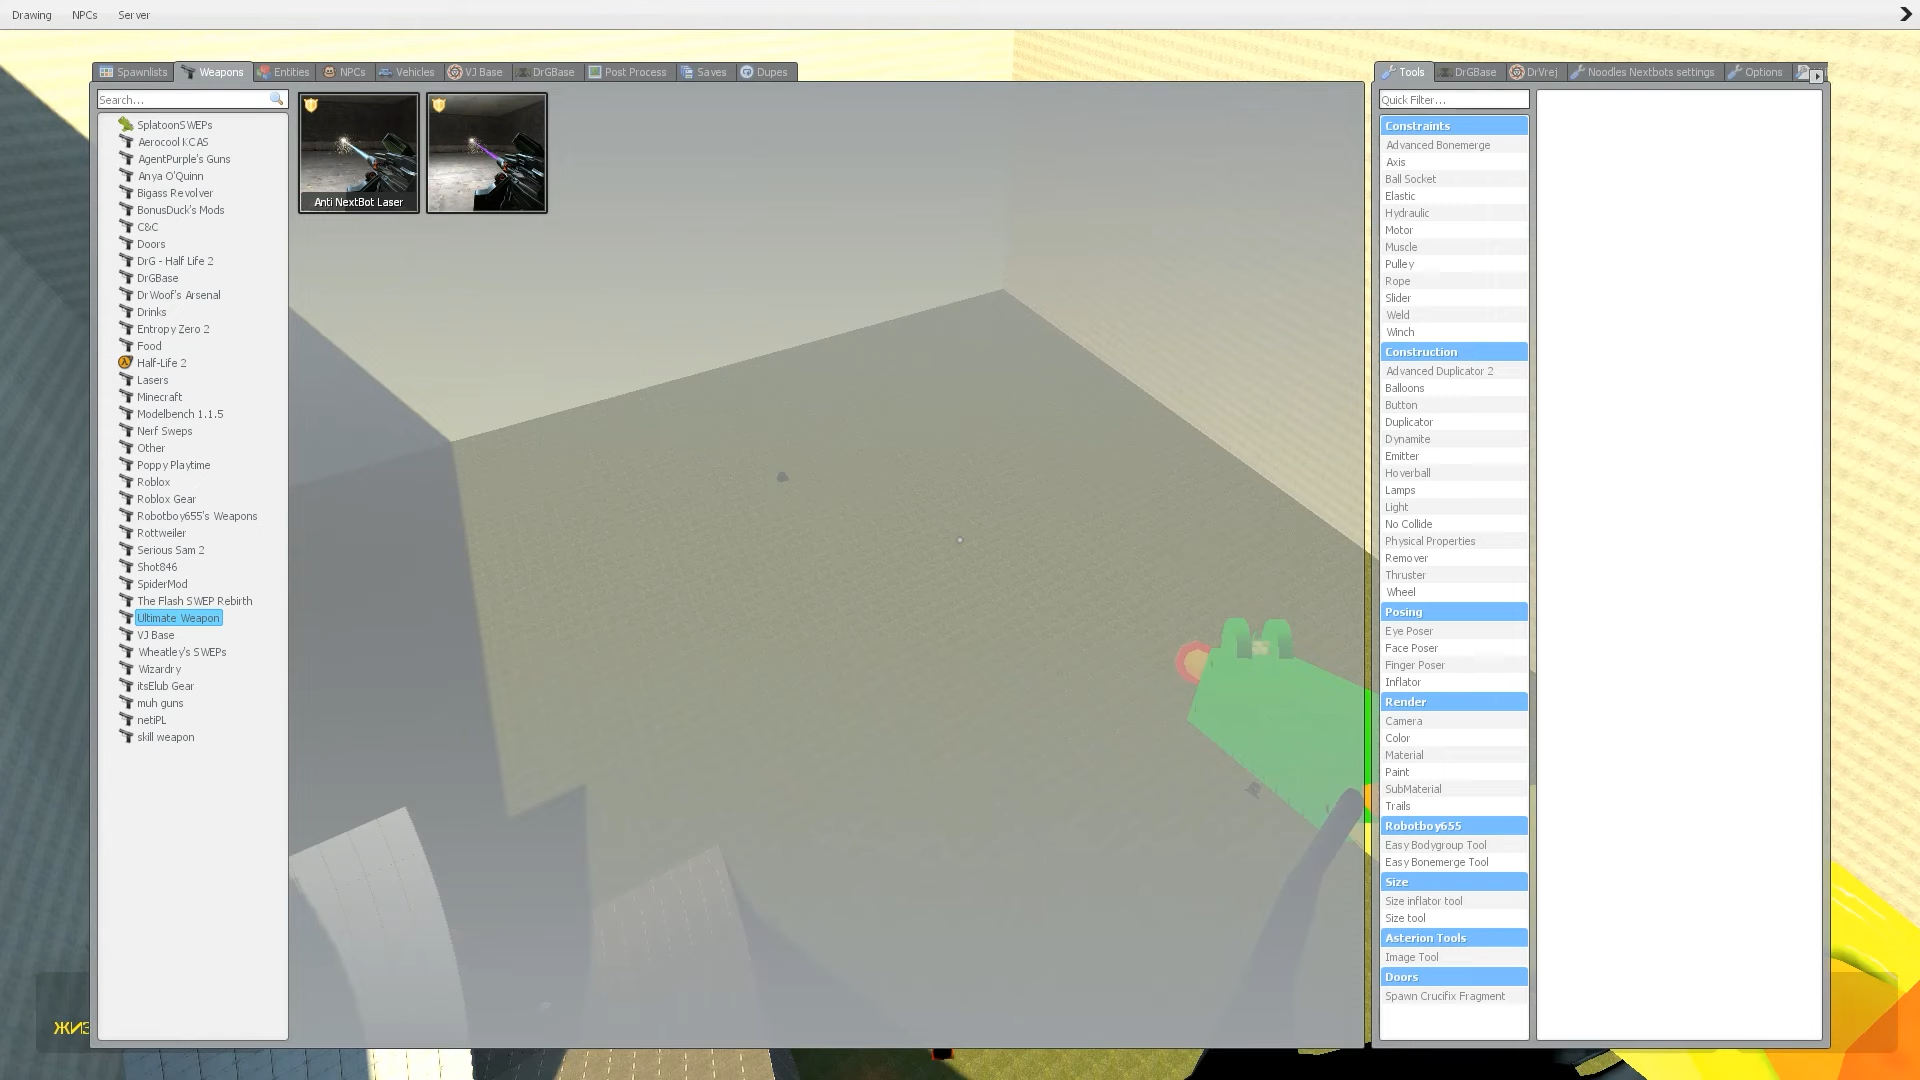 Drawing NPCs Server
Spawnlists Weapons Entities NPCs Vehicles VJ Base DrGBase Post Process Saves Dupes
Search...
SplatoonSWEPs
Aerocool KCAS
AgentPurple's Guns
Anya O'Quinn
Bigass Revolver
BonusDuck's Mods
C&C
Doors
DrG - Half Life 2
DrGBase
DrWoof's Arsenal
Drinks
Entropy Zero 2
Food
Half-Life 2
Lasers
Minecraft
Modelbench 1.1.5
Nerf Sweps
Other
Poppy Playtime
Roblox
Roblox Gear
Robotboy655's Weapons
Rottweiler
Serious Sam 2
Shot846
SpiderMod
The Flash SWEP Rebirth
Ultimate Weapon
VJ Base
Wheatley's SWEPs
Wizardry
itsElub Gear
muh guns
netiPL
skill weapon
Anti NextBot Laser
Tools DrGBase DrVrej Noodles Nextbots settings Options
Quick Filter...
Constraints
Advanced Bonemerge
Axis
Ball Socket
Elastic
Hydraulic
Motor
Muscle
Pulley
Rope
Slider
Weld
Winch
Construction
Advanced Duplicator 2
Balloons
Button
Duplicator
Dynamite
Emitter
Hoverball
Lamps
Light
No Collide
Physical Properties
Remover
Thruster
Wheel
Posing
Eye Poser
Face Poser
Finger Poser
Inflator
Render
Camera
Color
Material
Paint
SubMaterial
Trails
Robotboy655
Easy Bodygroup Tool
Easy Bonemerge Tool
Size
Size inflator tool
Size tool
Asterion Tools
Image Tool
Doors
Spawn Crucifix Fragment
ЖИЗ